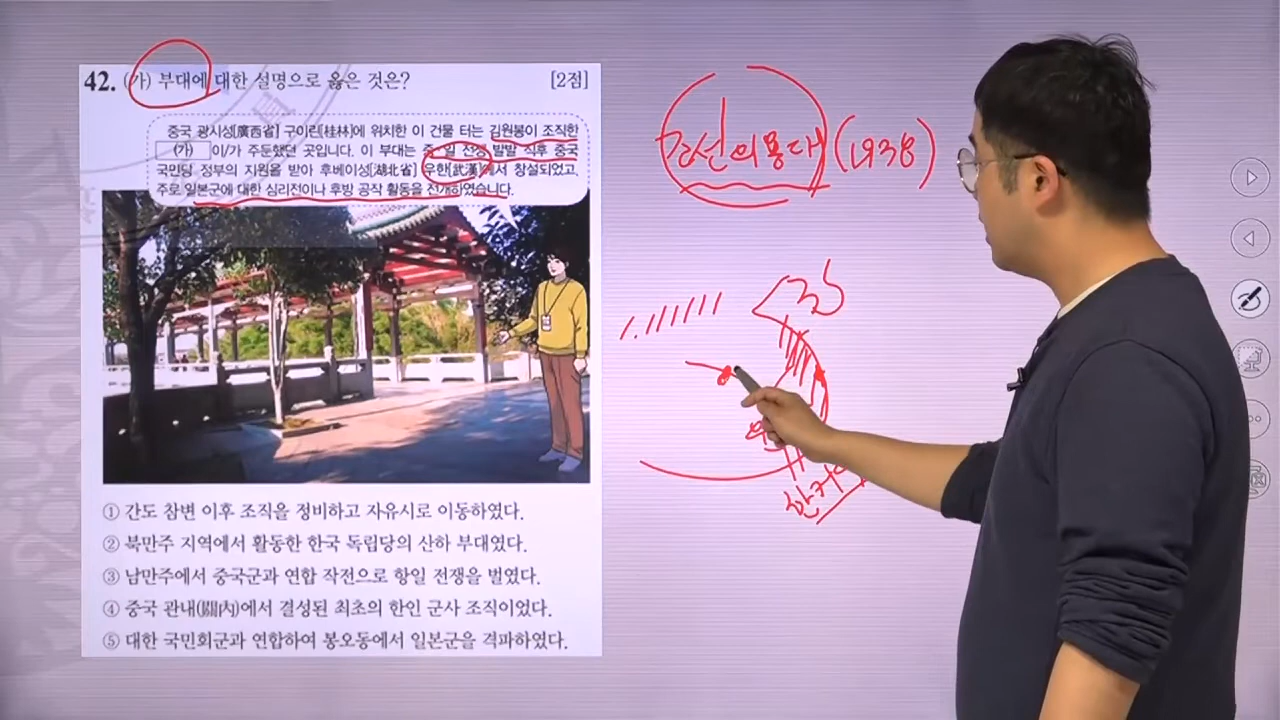 42. (가) 부대에 대한 설명으로 옳은 것은? [2점]
중국 광시성[廣西省] 구이린[桂林]에 위치한 이 건물 터는 김원봉이 조직한
(가) 이/가 주둔했던 곳입니다. 이 부대는 중·일 전쟁 발발 직후 중국
국민당 정부의 지원을 받아 후베이성[湖北省] 우한[武漢]에서 창설되었고,
주로 일본군에 대한 심리전이나 후방 공작 활동을 전개하였습니다.
① 간도 참변 이후 조직을 정비하고 자유시로 이동하였다.
② 북만주 지역에서 활동한 한국 독립당의 산하 부대였다.
③ 남만주에서 중국군과 연합 작전으로 항일 전쟁을 벌였다.
④ 중국 관내(關內)에서 결성된 최초의 한인 군사 조직이었다.
⑤ 대한 국민회군과 연합하여 봉오동에서 일본군을 격파하였다.
조선의용대 (1938)